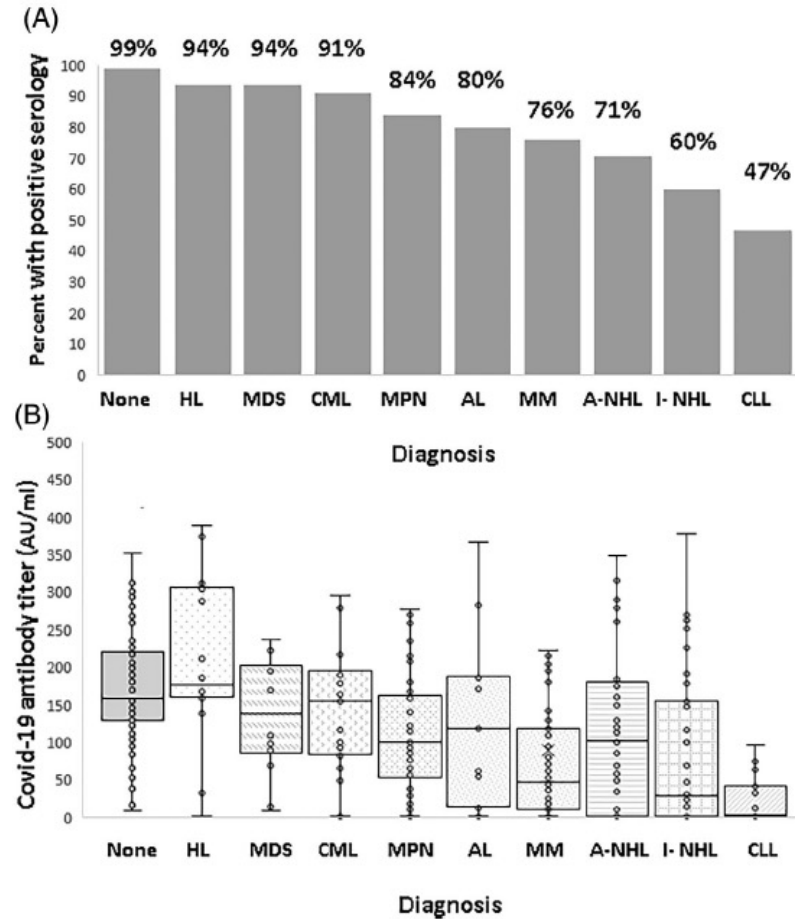 (A)
99% 94% 94% 91% 84% 80% 76% 71% 60% 47%
Percent with positive serology
100
90
80
70
60
50
40
30
20
10
0
None HL MDS CML MPN AL MM A-NHL I- NHL CLL
Diagnosis
(B)
Covid-19 antibody titer (AU/ml)
500
450
400
350
300
250
200
150
100
50
0
None HL MDS CML MPN AL MM A-NHL I- NHL CLL
Diagnosis